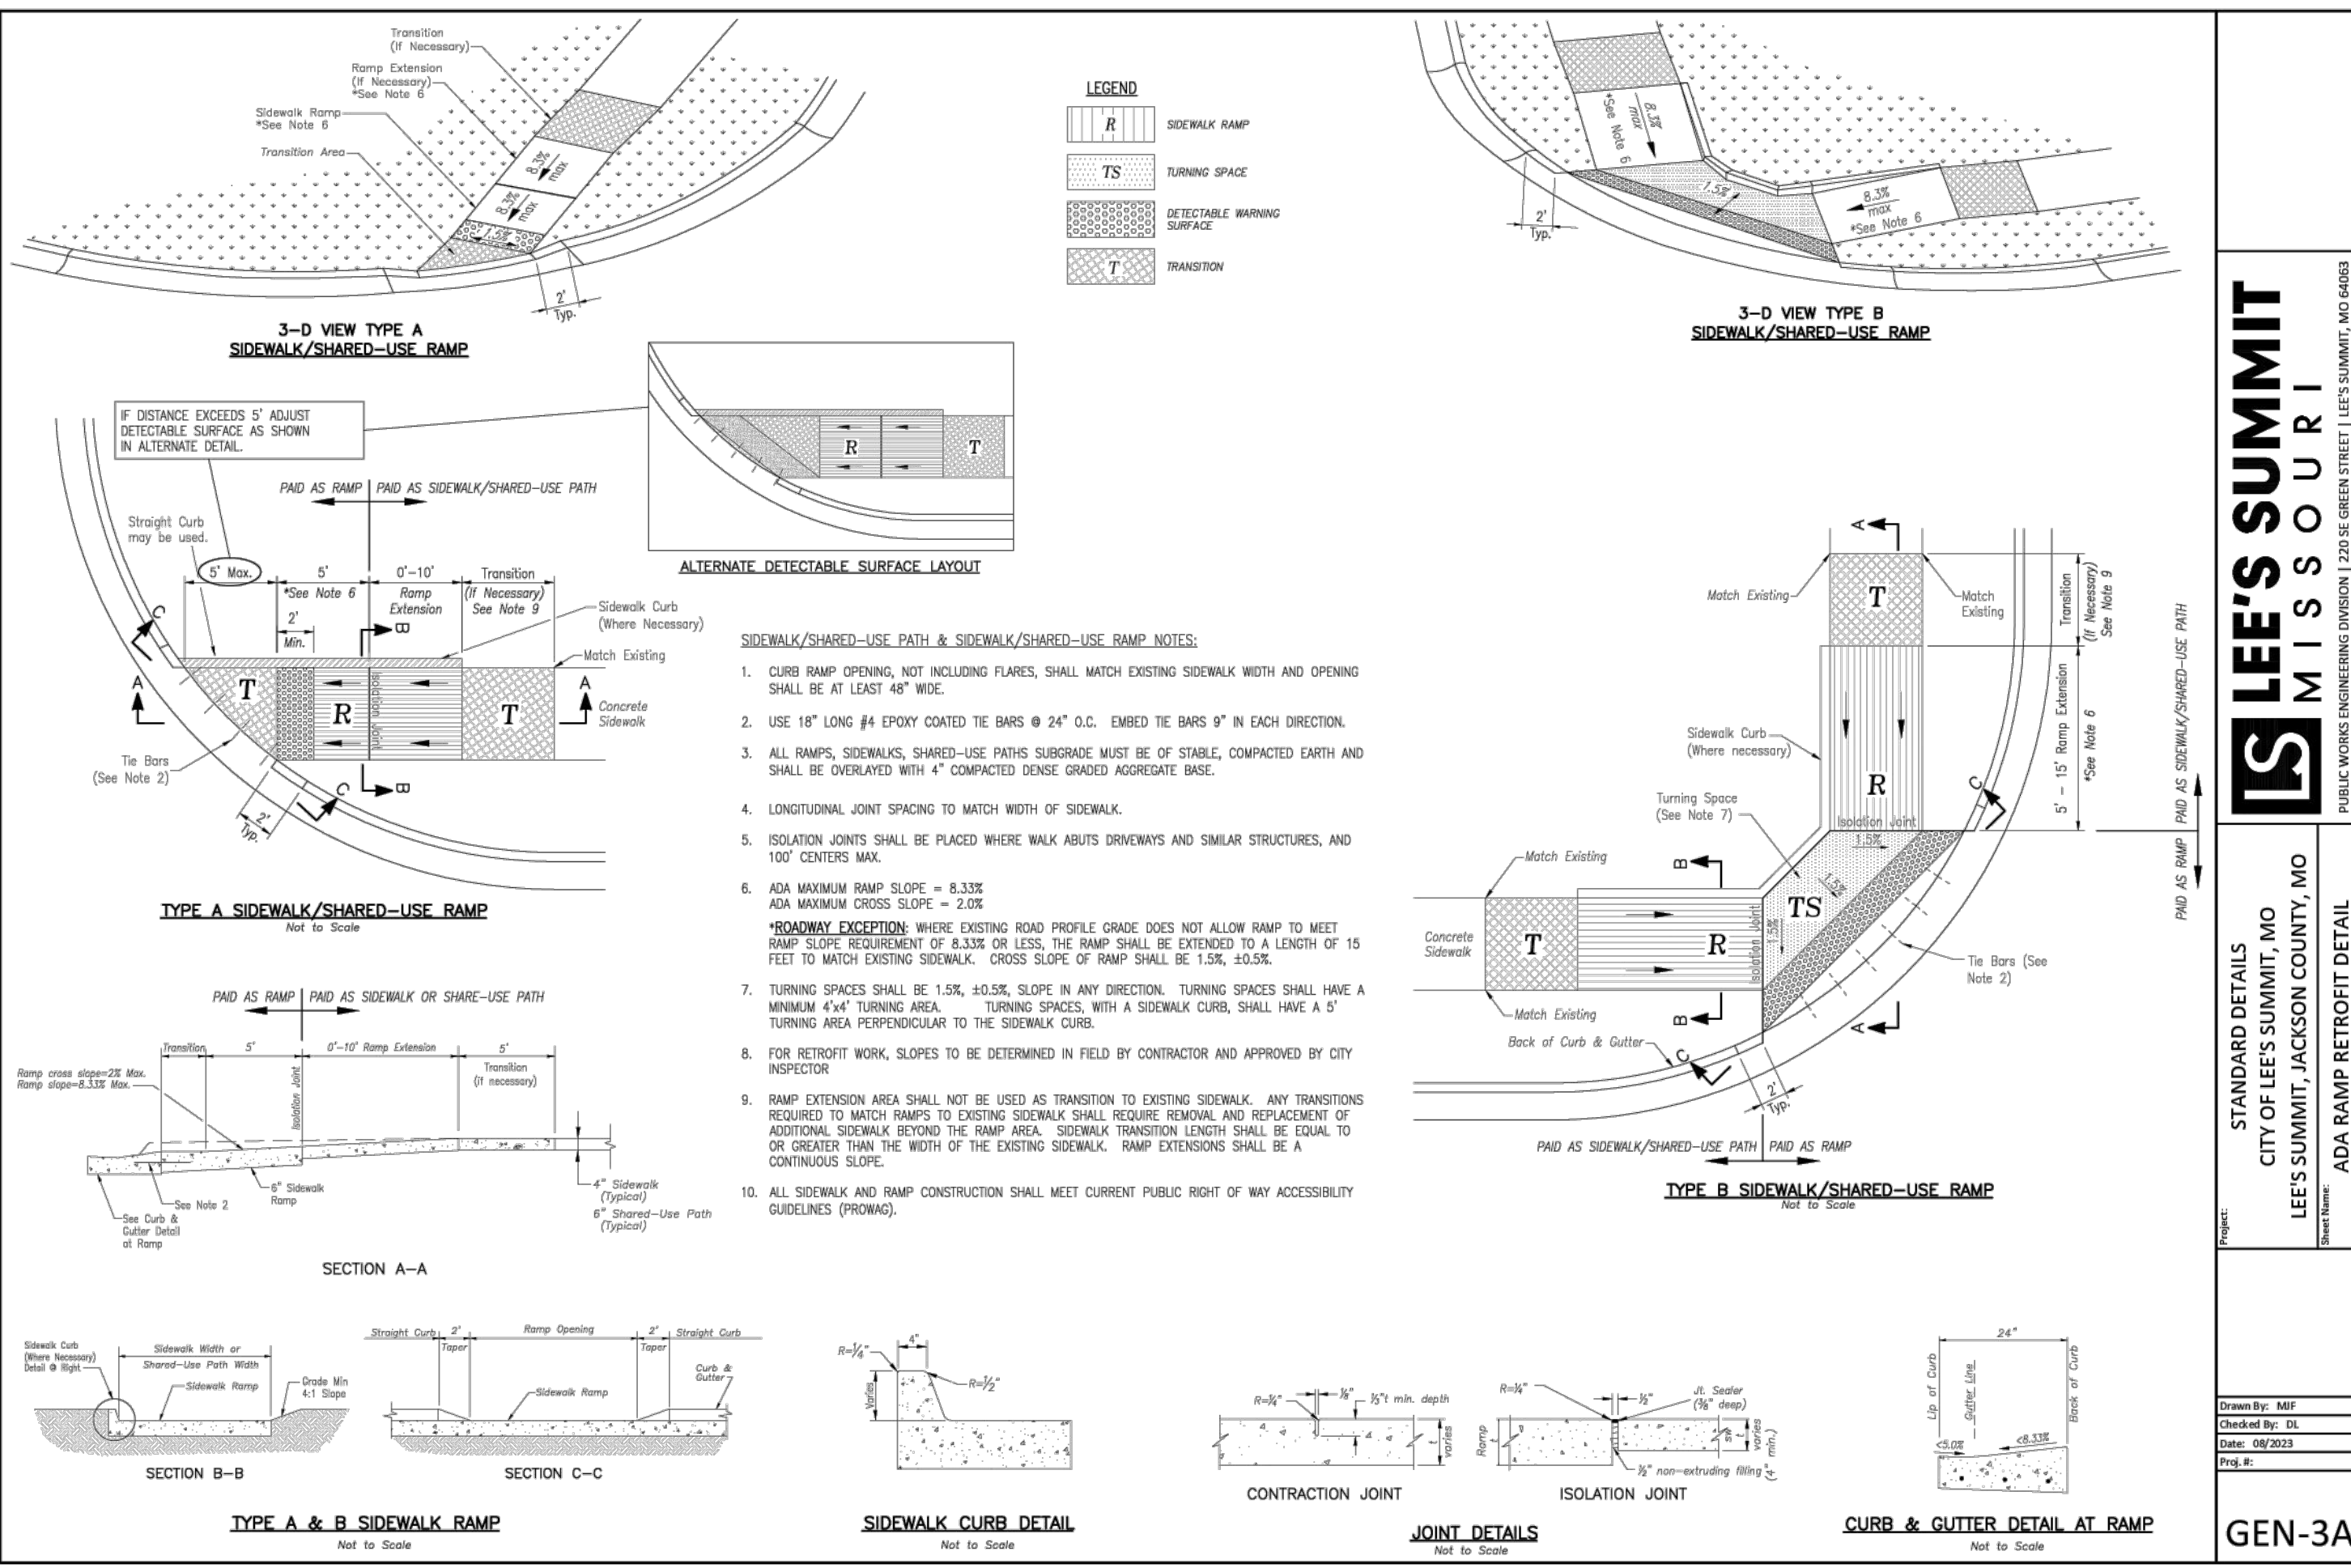 Transition
(If Necessary)
Ramp Extension
(If Necessary)
*See Note 6
Sidewalk Ramp
*See Note 6
Transition Area
8.3%
max
8.3%
max
1.5%
2'
Typ.
3-D VIEW TYPE A
SIDEWALK/SHARED-USE RAMP
LEGEND
R
SIDEWALK RAMP
TS
TURNING SPACE
DETECTABLE WARNING
SURFACE
T
TRANSITION
8.3%
max
*See Note 6
1.5%
8.3%
max
*See Note 6
2'
Typ.
3-D VIEW TYPE B
SIDEWALK/SHARED-USE RAMP
IF DISTANCE EXCEEDS 5' ADJUST
DETECTABLE SURFACE AS SHOWN
IN ALTERNATE DETAIL.
R
T
ALTERNATE DETECTABLE SURFACE LAYOUT
PAID AS RAMP
PAID AS SIDEWALK/SHARED-USE PATH
Straight Curb
may be used.
5' Max.
5'
*See Note 6
2'
Min.
0'-10'
Ramp
Extension
Transition
(If Necessary)
See Note 9
Sidewalk Curb
(Where Necessary)
Match Existing
Concrete
Sidewalk
C
A
B
T
R
Isolation Joint
T
A
B
C
Tie Bars
(See Note 2)
2'
Typ.
TYPE A SIDEWALK/SHARED-USE RAMP
Not to Scale
PAID AS RAMP
PAID AS SIDEWALK OR SHARE-USE PATH
Transition
5'
0'-10' Ramp Extension
5'
Transition
(if necessary)
Ramp cross slope=2% Max.
Ramp slope=8.33% Max.
Isolation Joint
See Note 2
See Curb &
Gutter Detail
at Ramp
6" Sidewalk
Ramp
4" Sidewalk
(Typical)
6" Shared-Use Path
(Typical)
SECTION A-A
SIDEWALK/SHARED-USE PATH & SIDEWALK/SHARED-USE RAMP NOTES:
1. CURB RAMP OPENING, NOT INCLUDING FLARES, SHALL MATCH EXISTING SIDEWALK WIDTH AND OPENING
SHALL BE AT LEAST 48" WIDE.
2. USE 18" LONG #4 EPOXY COATED TIE BARS @ 24" O.C. EMBED TIE BARS 9" IN EACH DIRECTION.
3. ALL RAMPS, SIDEWALKS, SHARED-USE PATHS SUBGRADE MUST BE OF STABLE, COMPACTED EARTH AND
SHALL BE OVERLAYED WITH 4" COMPACTED DENSE GRADED AGGREGATE BASE.
4. LONGITUDINAL JOINT SPACING TO MATCH WIDTH OF SIDEWALK.
5. ISOLATION JOINTS SHALL BE PLACED WHERE WALK ABUTS DRIVEWAYS AND SIMILAR STRUCTURES, AND
100' CENTERS MAX.
6. ADA MAXIMUM RAMP SLOPE = 8.33%
ADA MAXIMUM CROSS SLOPE = 2.0%
*ROADWAY EXCEPTION: WHERE EXISTING ROAD PROFILE GRADE DOES NOT ALLOW RAMP TO MEET
RAMP SLOPE REQUIREMENT OF 8.33% OR LESS, THE RAMP SHALL BE EXTENDED TO A LENGTH OF 15
FEET TO MATCH EXISTING SIDEWALK. CROSS SLOPE OF RAMP SHALL BE 1.5%, ±0.5%.
7. TURNING SPACES SHALL BE 1.5%, ±0.5%, SLOPE IN ANY DIRECTION. TURNING SPACES SHALL HAVE A
MINIMUM 4'x4' TURNING AREA. TURNING SPACES, WITH A SIDEWALK CURB, SHALL HAVE A 5'
TURNING AREA PERPENDICULAR TO THE SIDEWALK CURB.
8. FOR RETROFIT WORK, SLOPES TO BE DETERMINED IN FIELD BY CONTRACTOR AND APPROVED BY CITY
INSPECTOR
9. RAMP EXTENSION AREA SHALL NOT BE USED AS TRANSITION TO EXISTING SIDEWALK. ANY TRANSITIONS
REQUIRED TO MATCH RAMPS TO EXISTING SIDEWALK SHALL REQUIRE REMOVAL AND REPLACEMENT OF
ADDITIONAL SIDEWALK BEYOND THE RAMP AREA. SIDEWALK TRANSITION LENGTH SHALL BE EQUAL TO
OR GREATER THAN THE WIDTH OF THE EXISTING SIDEWALK. RAMP EXTENSIONS SHALL BE A
CONTINUOUS SLOPE.
10. ALL SIDEWALK AND RAMP CONSTRUCTION SHALL MEET CURRENT PUBLIC RIGHT OF WAY ACCESSIBILITY
GUIDELINES (PROWAG).
A
Match Existing
T
Match
Existing
Transition
(If Necessary)
See Note 9
PAID AS SIDEWALK/SHARED-USE PATH
Sidewalk Curb
(Where necessary)
5' - 15' Ramp Extension
*See Note 6
R
C
Turning Space
(See Note 7)
Isolation Joint
1.5%
PAID AS RAMP
Match Existing
B
1.5%
TS
Concrete
Sidewalk
T
R
Isolation Joint
1.5%
Tie Bars (See
Note 2)
Match Existing
B
A
Back of Curb & Gutter
C
2'
Typ.
PAID AS SIDEWALK/SHARED-USE PATH
PAID AS RAMP
TYPE B SIDEWALK/SHARED-USE RAMP
Not to Scale
Sidewalk Curb
(Where Necessary)
Detail @ Right
Sidewalk Width or
Shared-Use Path Width
Sidewalk Ramp
Grade Min
4:1 Slope
SECTION B-B
Straight Curb
2'
Taper
Ramp Opening
2'
Taper
Straight Curb
Curb &
Gutter
Sidewalk Ramp
SECTION C-C
TYPE A & B SIDEWALK RAMP
Not to Scale
4"
R=1/4"
R=1/2"
Varies
SIDEWALK CURB DETAIL
Not to Scale
R=1/4"
1/8"
1/3"t min. depth
t
varies
CONTRACTION JOINT
R=1/4"
1/2"
Jt. Sealer
(3/8" deep)
Ramp
t
sw t
varies
(4" min.)
1/2" non-extruding filling
ISOLATION JOINT
JOINT DETAILS
Not to Scale
24"
Lip of Curb
Gutter Line
Back of Curb
<5.0%
<8.33%
CURB & GUTTER DETAIL AT RAMP
Not to Scale
LS
LEE'S SUMMIT
MISSOURI
PUBLIC WORKS ENGINEERING DIVISION | 220 SE GREEN STREET | LEE'S SUMMIT, MO 64063
Project:
STANDARD DETAILS
CITY OF LEE'S SUMMIT, MO
LEE'S SUMMIT, JACKSON COUNTY, MO
Sheet Name:
ADA RAMP RETROFIT DETAIL
Drawn By: MJF
Checked By: DL
Date: 08/2023
Proj. #:
GEN-3A